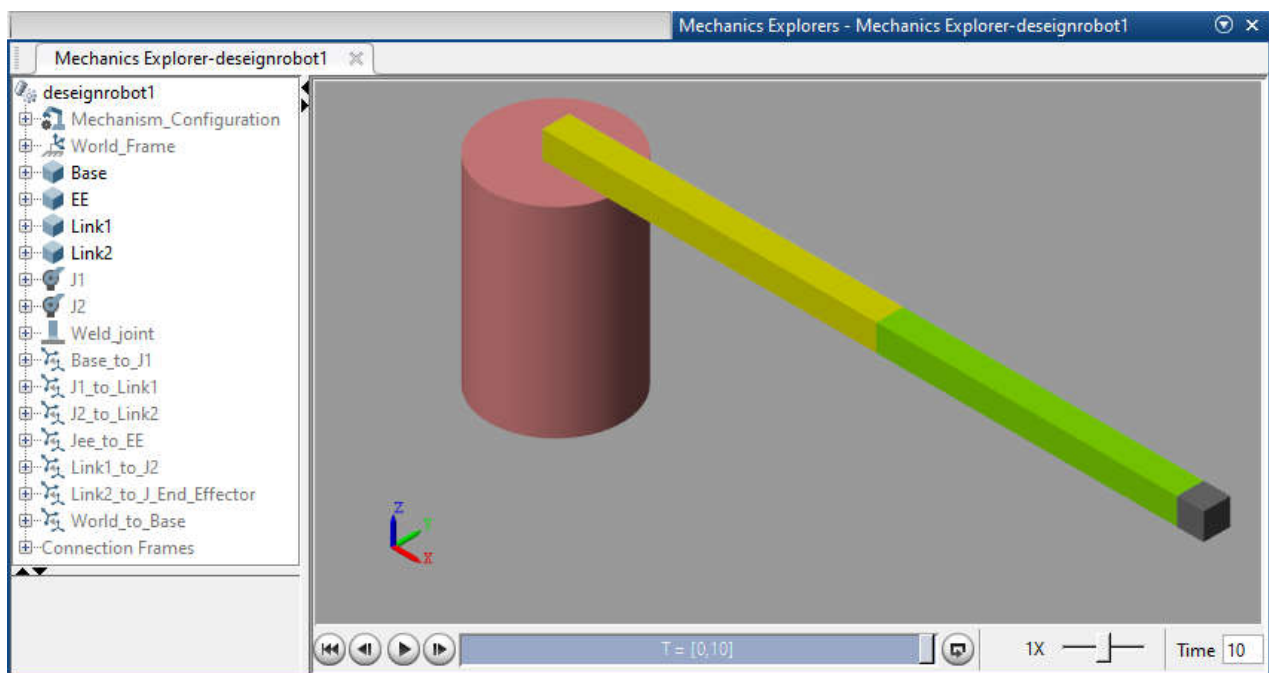 Mechanics Explorers - Mechanics Explorer-deseignrobot1
Mechanics Explorer-deseignrobot1
deseignrobot1
Mechanism_Configuration
World_Frame
Base
EE
Link1
Link2
J1
J2
Weld_joint
Base_to_J1
J1_to_Link1
J2_to_Link2
Jee_to_EE
Link1_to_J2
Link2_to_J_End_Effector
World_to_Base
Connection Frames
Z
Y
X
T = [0,10]
1X
Time 10